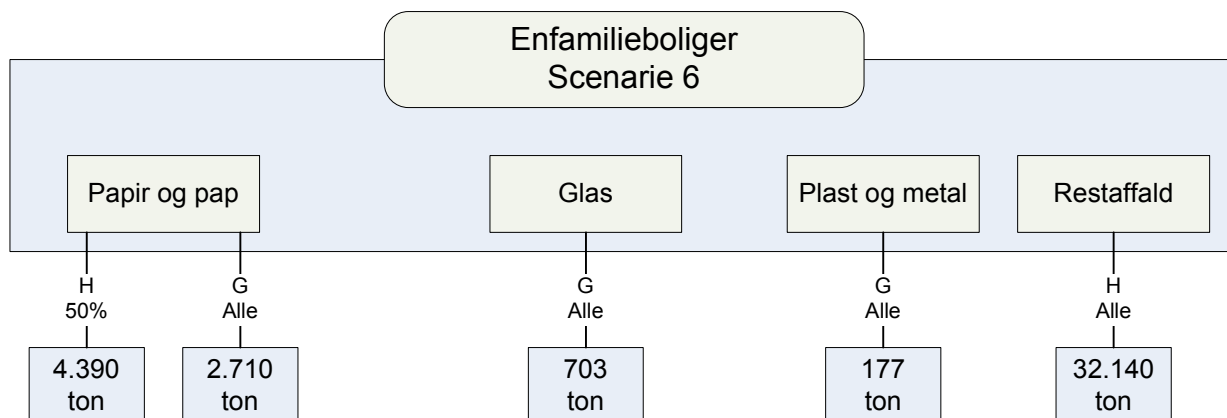 Enfamilieboliger
Scenarie 6
Papir og pap
Glas
Plast og metal
Restaffald
H
50%
G
Alle
G
Alle
G
Alle
H
Alle
4.390
ton
2.710
ton
703
ton
177
ton
32.140
ton